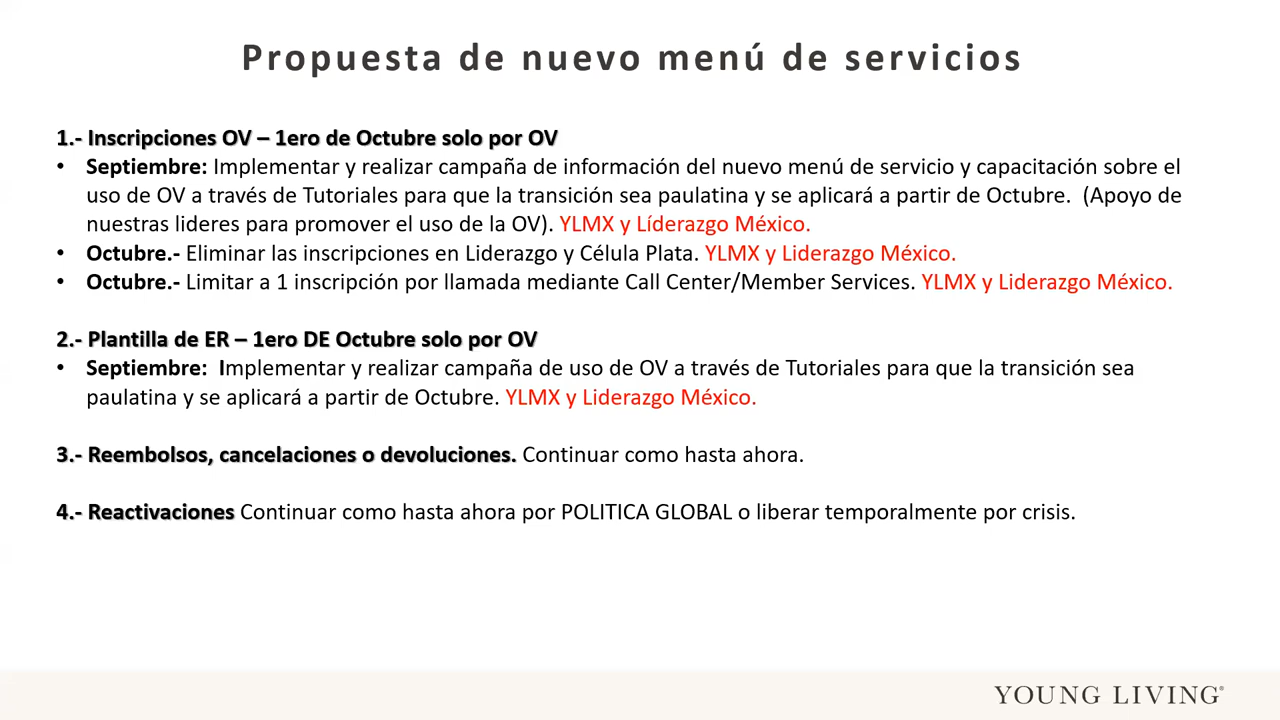 Propuesta de nuevo menú de servicios
1.- Inscripciones OV – 1ero de Octubre solo por OV
• Septiembre: Implementar y realizar campaña de información del nuevo menú de servicio y capacitación sobre el
uso de OV a través de Tutoriales para que la transición sea paulatina y se aplicará a partir de Octubre. (Apoyo de
nuestras lideres para promover el uso de la OV). YLMX y Líderazgo México.
• Octubre.- Eliminar las inscripciones en Liderazgo y Célula Plata. YLMX y Liderazgo México.
• Octubre.- Limitar a 1 inscripción por llamada mediante Call Center/Member Services. YLMX y Liderazgo México.
2.- Plantilla de ER – 1ero DE Octubre solo por OV
• Septiembre: Implementar y realizar campaña de uso de OV a través de Tutoriales para que la transición sea
paulatina y se aplicará a partir de Octubre. YLMX y Liderazgo México.
3.- Reembolsos, cancelaciones o devoluciones. Continuar como hasta ahora.
4.- Reactivaciones Continuar como hasta ahora por POLITICA GLOBAL o liberar temporalmente por crisis.
YOUNG LIVING®